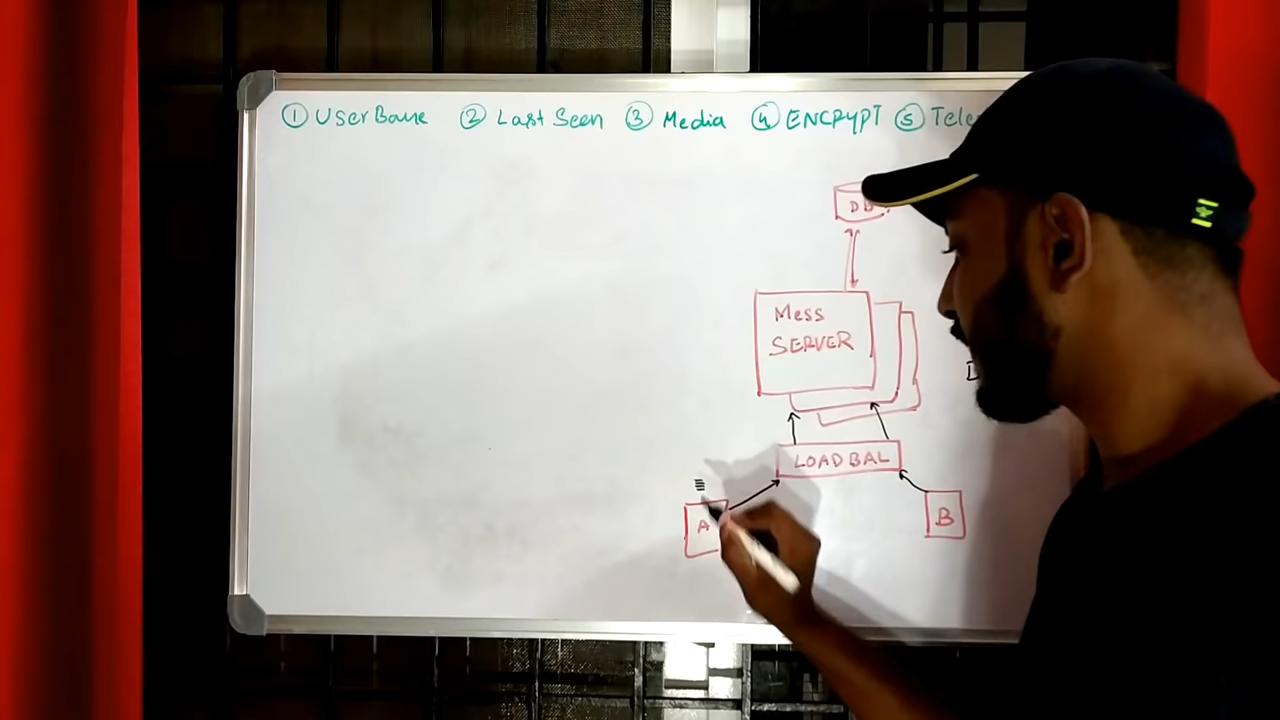 ① User Base ② Last Seen ③ Media ④ ENCRYPT ⑤ Tele
DB
Mess
SERVER
LOAD BAL
A
B